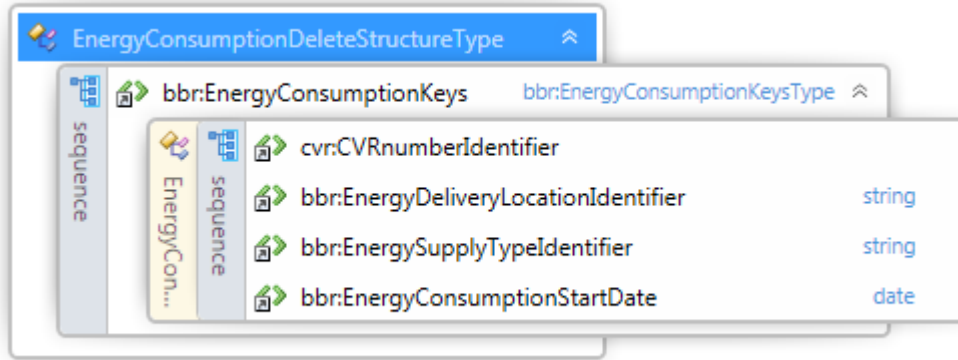 EnergyConsumptionDeleteStructureType
sequence
bbr:EnergyConsumptionKeys bbr:EnergyConsumptionKeysType
EnergyCon...
sequence
cvr:CVRnumberIdentifier
bbr:EnergyDeliveryLocationIdentifier string
bbr:EnergySupplyTypeIdentifier string
bbr:EnergyConsumptionStartDate date